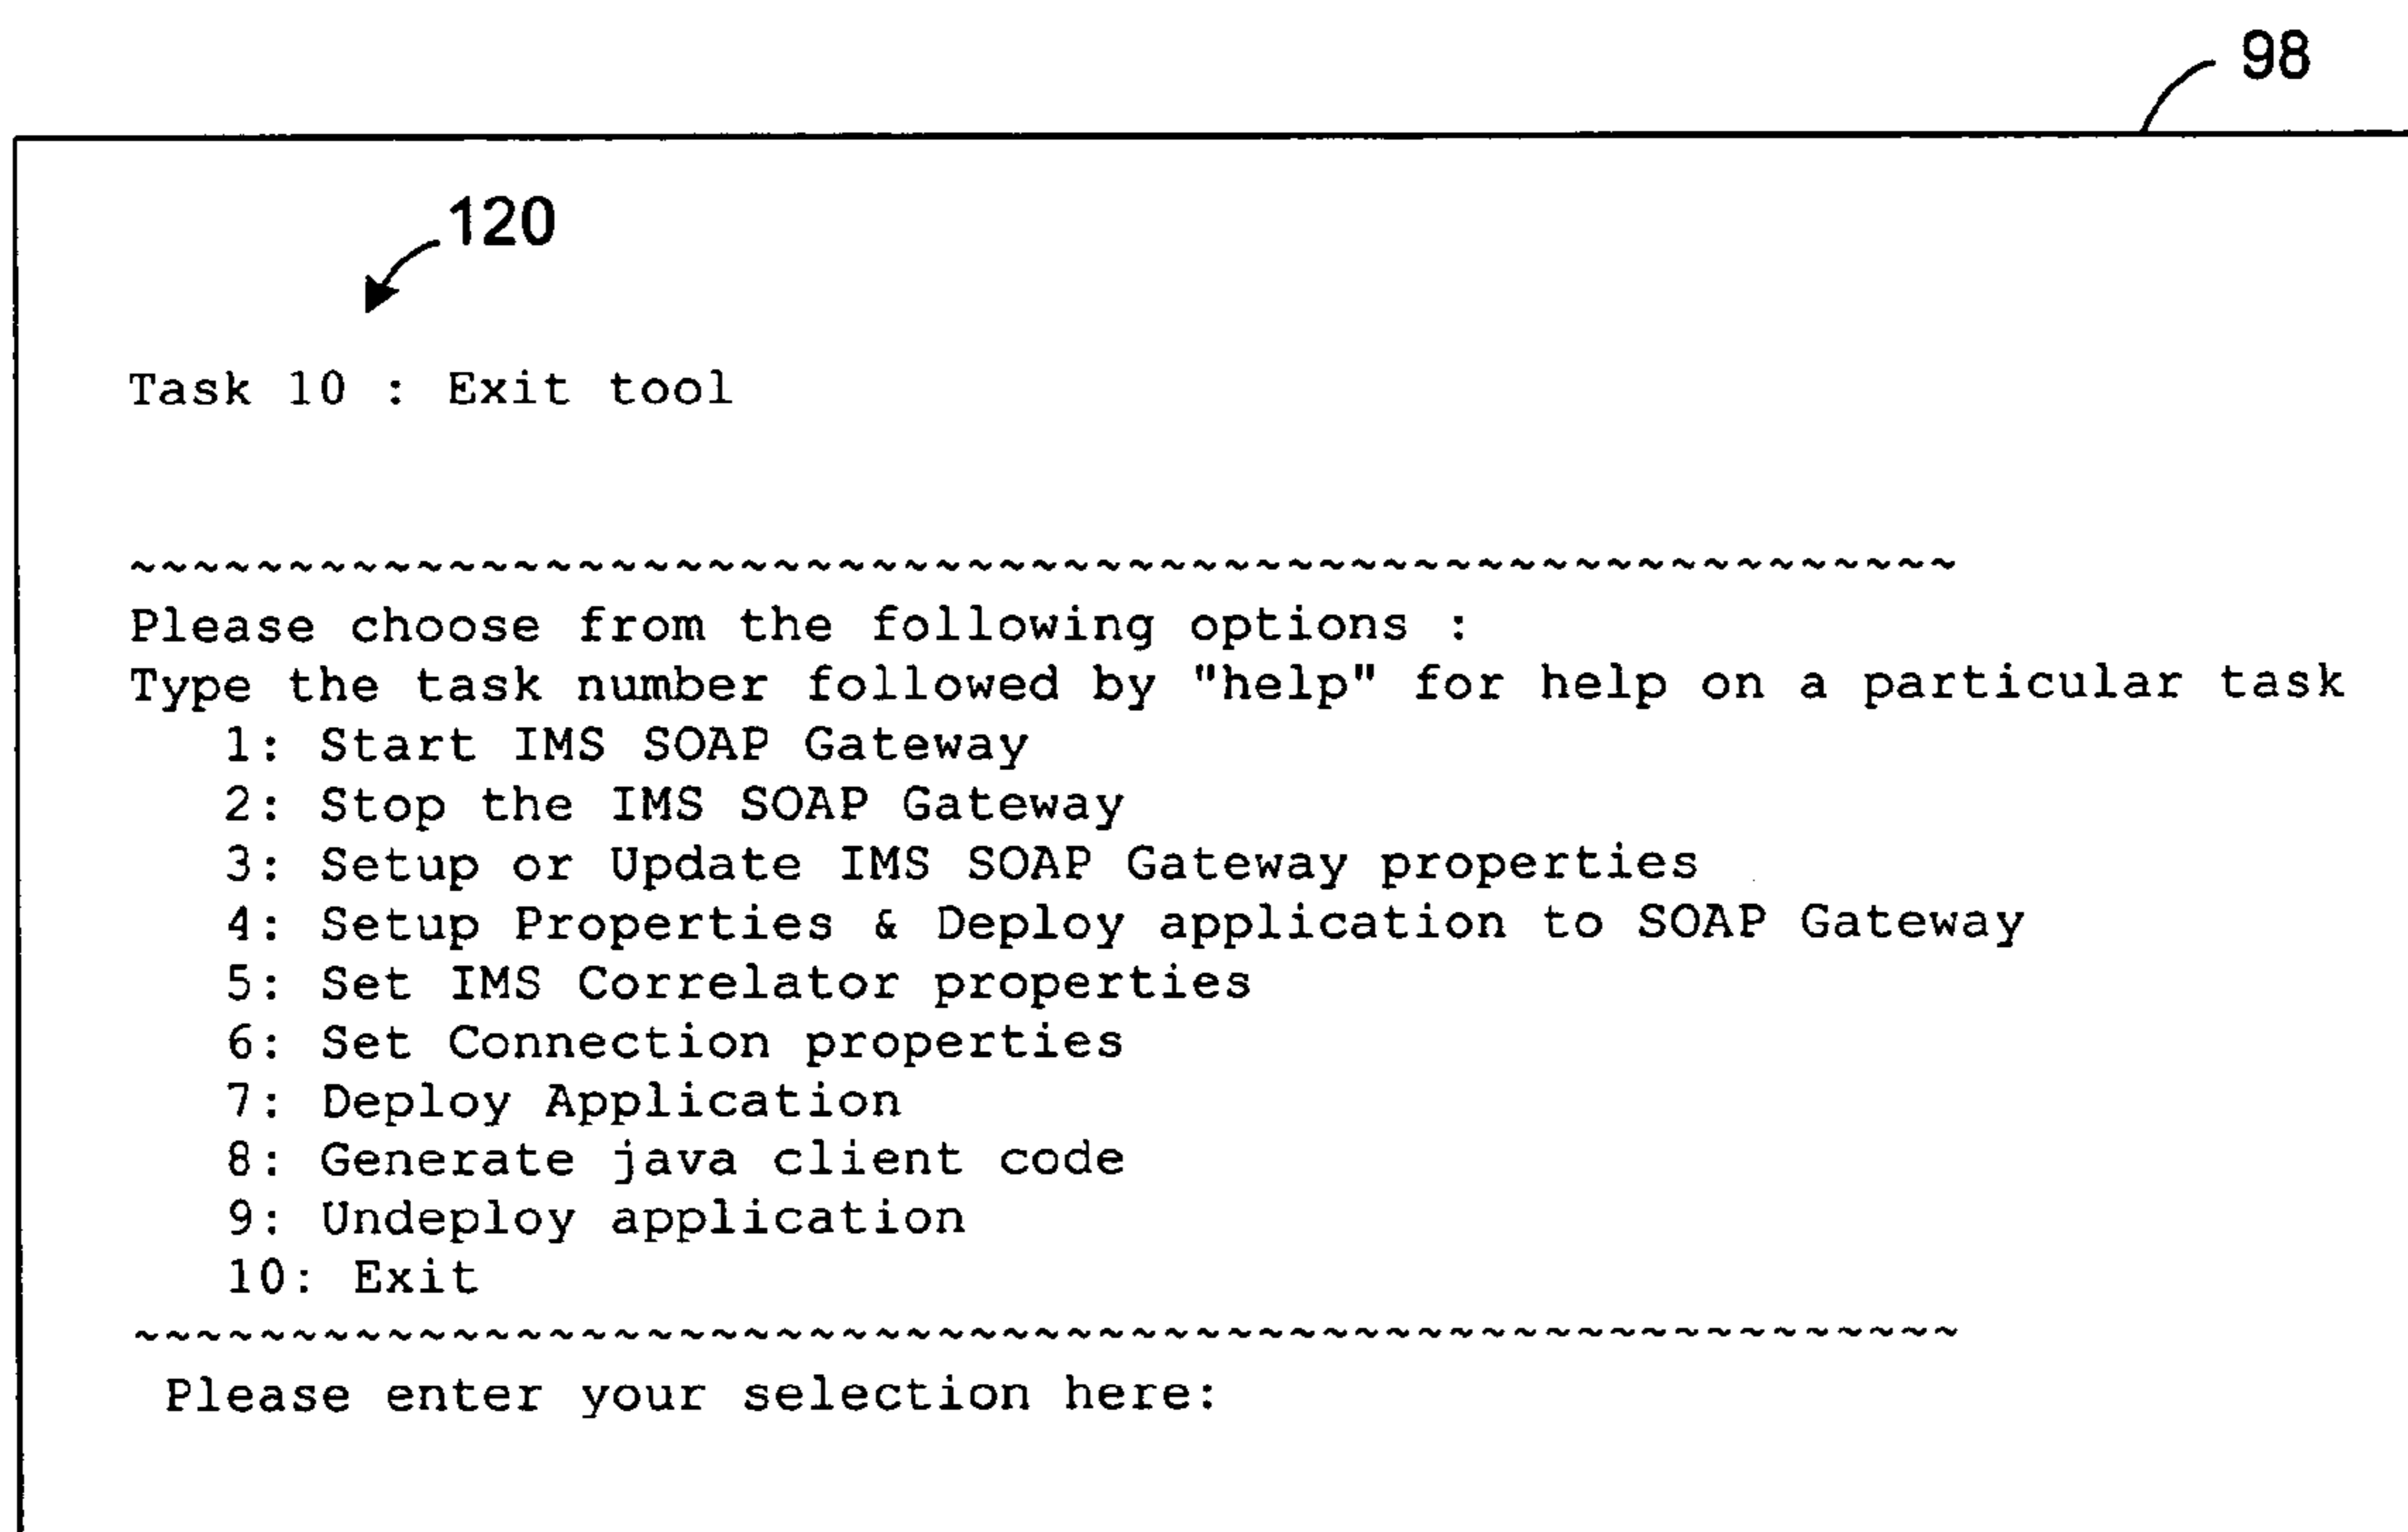 98
120
Task 10 : Exit tool
~~~~~~~~~~~~~~~~~~~~~~~~~~~~~~~~~~~~~~~~~~~~~~~~~~~~~~~~~
Please choose from the following options :
Type the task number followed by "help" for help on a particular task
1: Start IMS SOAP Gateway
2: Stop the IMS SOAP Gateway
3: Setup or Update IMS SOAP Gateway properties
4: Setup Properties & Deploy application to SOAP Gateway
5: Set IMS Correlator properties
6: Set Connection properties
7: Deploy Application
8: Generate java client code
9: Undeploy application
10: Exit
~~~~~~~~~~~~~~~~~~~~~~~~~~~~~~~~~~~~~~~~~~~~~~~~~~~~~~~~~
Please enter your selection here: